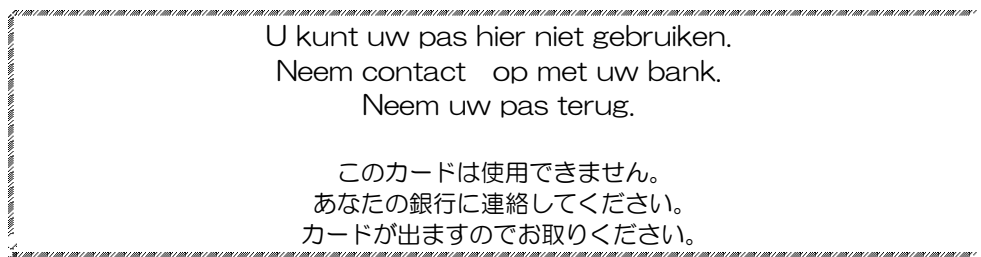 U kunt uw pas hier niet gebruiken.
Neem contact　op met uw bank.
Neem uw pas terug.
このカードは使用できません。
あなたの銀行に連絡してください。
カードが出ますのでお取りください。